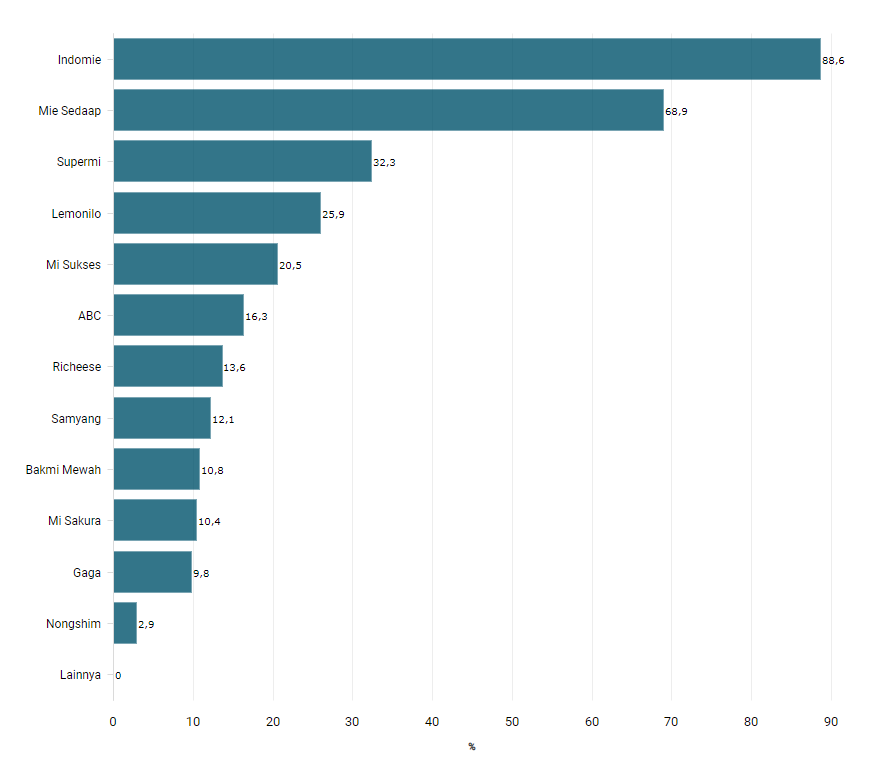 Indomie 88,6
Mie Sedaap 68,9
Supermi 32,3
Lemonilo 25,9
Mi Sukses 20,5
ABC 16,3
Richeese 13,6
Samyang 12,1
Bakmi Mewah 10,8
Mi Sakura 10,4
Gaga 9,8
Nongshim 2,9
Lainnya 0
0 10 20 30 40 50 60 70 80 90
%